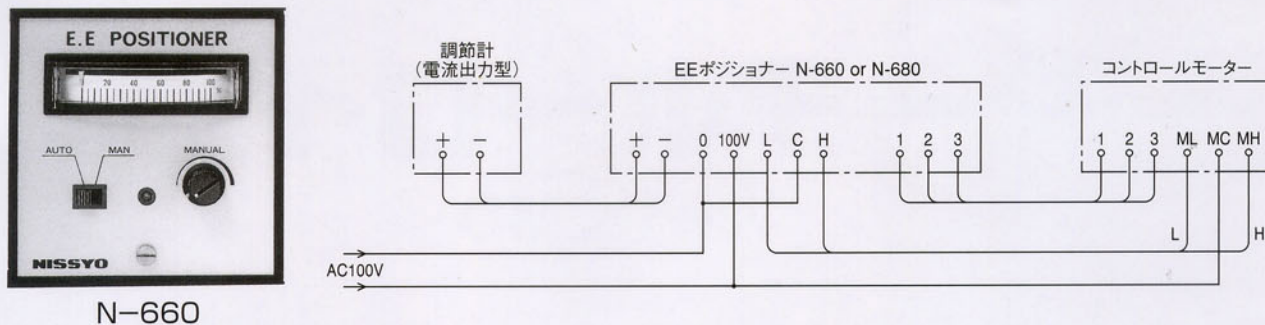 E.E POSITIONER
20 40 60 80 100
%
AUTO MAN MANUAL
NISSYO
N-660
調節計
(電流出力型)
+ −
EEポジショナー N-660 or N-680
+ − 0 100V L C H 1 2 3
コントロールモーター
1 2 3 ML MC MH
L H
AC100V